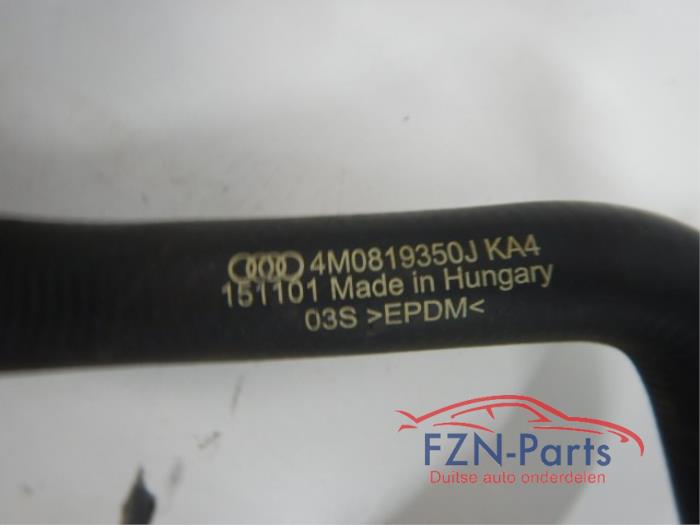 4M0819350J KA4
151101 Made in Hungary
03S >EPDM<
FZN-Parts
Duitse auto onderdelen